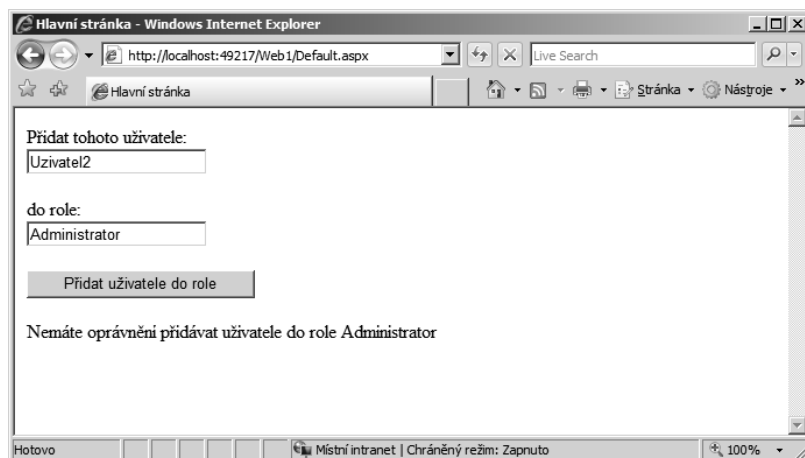 Hlavní stránka - Windows Internet Explorer
http://localhost:49217/Web1/Default.aspx
Live Search
Hlavní stránka
Stránka
Nástroje
»
Přidat tohoto uživatele:
Uzivatel2
do role:
Administrator
Přidat uživatele do role
Nemáte oprávnění přidávat uživatele do role Administrator
Hotovo
Místní intranet | Chráněný režim: Zapnuto
100%